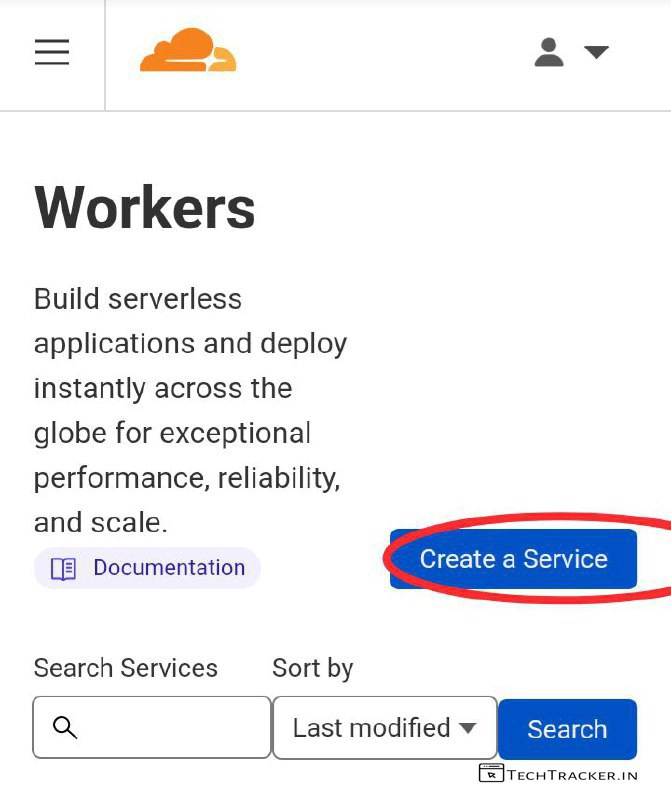 Workers
Build serverless
applications and deploy
instantly across the
globe for exceptional
performance, reliability,
and scale.
Documentation
Create a Service
Search Services
Sort by
Last modified
Search
TECHTRACKER.IN